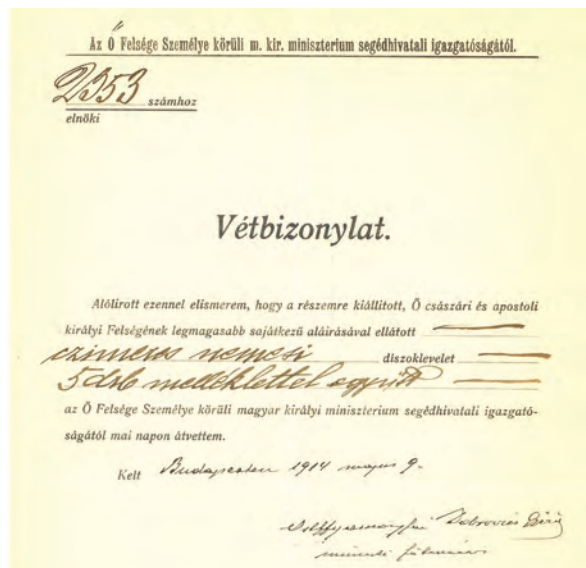 Az Ő Felsége Személye körüli m. kir. miniszterium segédhivatali igazgatóságától.
2353 számhoz
elnöki
Vétbizonylat.
Alólirott ezennel elismerem, hogy a részemre kiállitott, Ő császári és apostoli
királyi Felségének legmagasabb sajátkezű aláirásával ellátott
czimeres nemesi diszoklevelet
5 drb melléklettel együtt
az Ő Felsége Személye körüli magyar királyi miniszterium segédhivatali igazgató-
ságától mai napon átvettem.
Kelt Budapesten 1914 május 9.